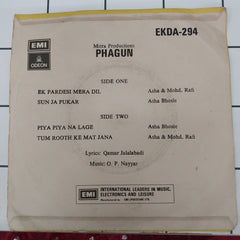 EMI
ODEON
Mitra Productions
PHAGUN
EKDA-294
SIDE ONE
EK PARDESI MERA DIL Asha & Mohd. Rafi
SUN JA PUKAR Asha Bhosle
SIDE TWO
PIYA PIYA NA LAGE Asha Bhosle
TUM ROOTH KE MAT JANA Asha & Mohd. Rafi
Lyrics: Qamar Jalalabadi
Music: O. P. Nayyar
EMI
INTERNATIONAL LEADERS IN MUSIC,
ELECTRONICS AND LEISURE